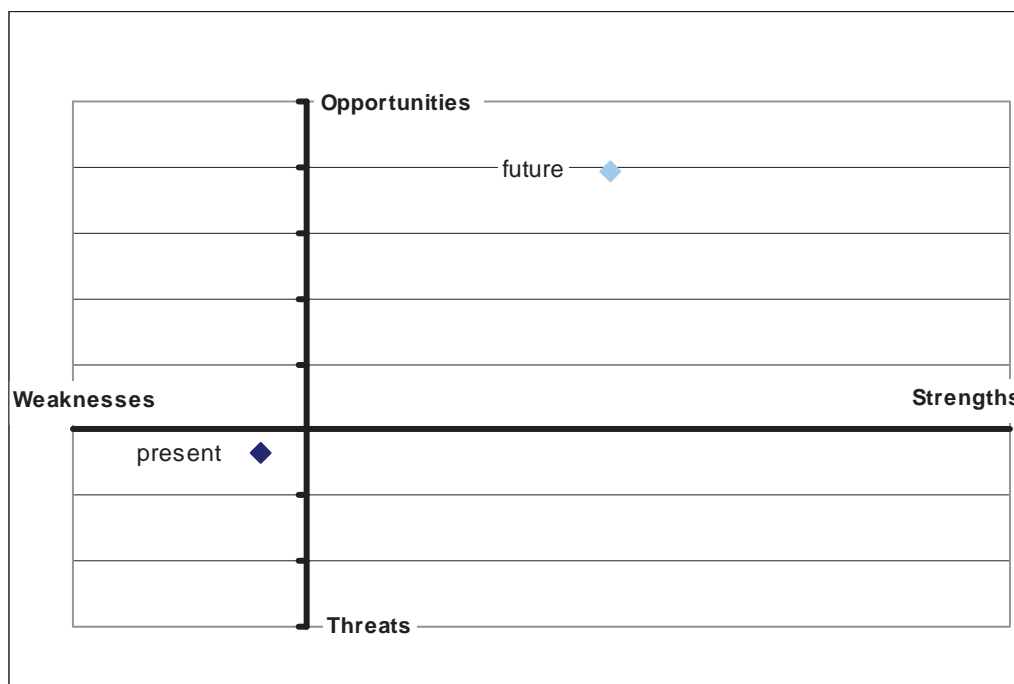 Opportunities
future
Weaknesses
Strengths
present
Threats